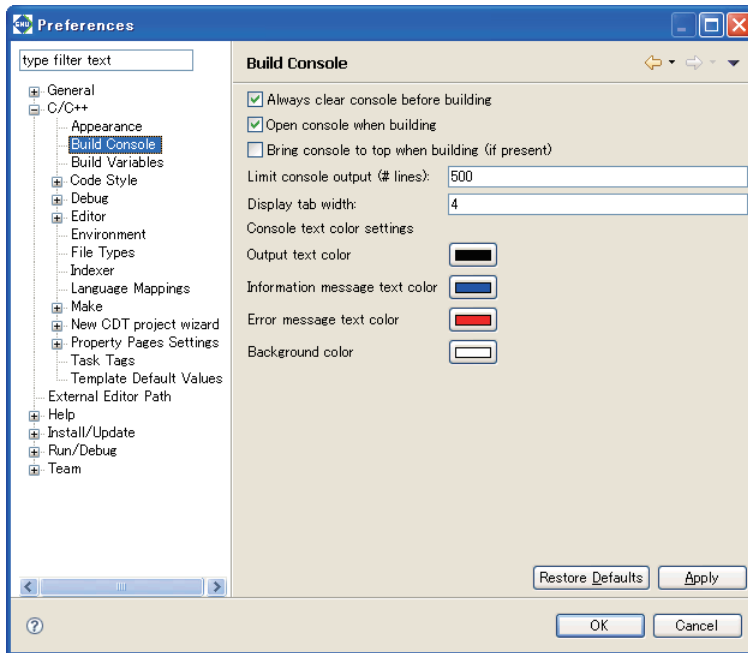 GNU Preferences
type filter text
General
C/C++
Appearance
Build Console
Build Variables
Code Style
Debug
Editor
Environment
File Types
Indexer
Language Mappings
Make
New CDT project wizard
Property Pages Settings
Task Tags
Template Default Values
External Editor Path
Help
Install/Update
Run/Debug
Team
Build Console
Always clear console before building
Open console when building
Bring console to top when building (if present)
Limit console output (# lines): 500
Display tab width: 4
Console text color settings
Output text color
Information message text color
Error message text color
Background color
Restore Defaults Apply
? OK Cancel